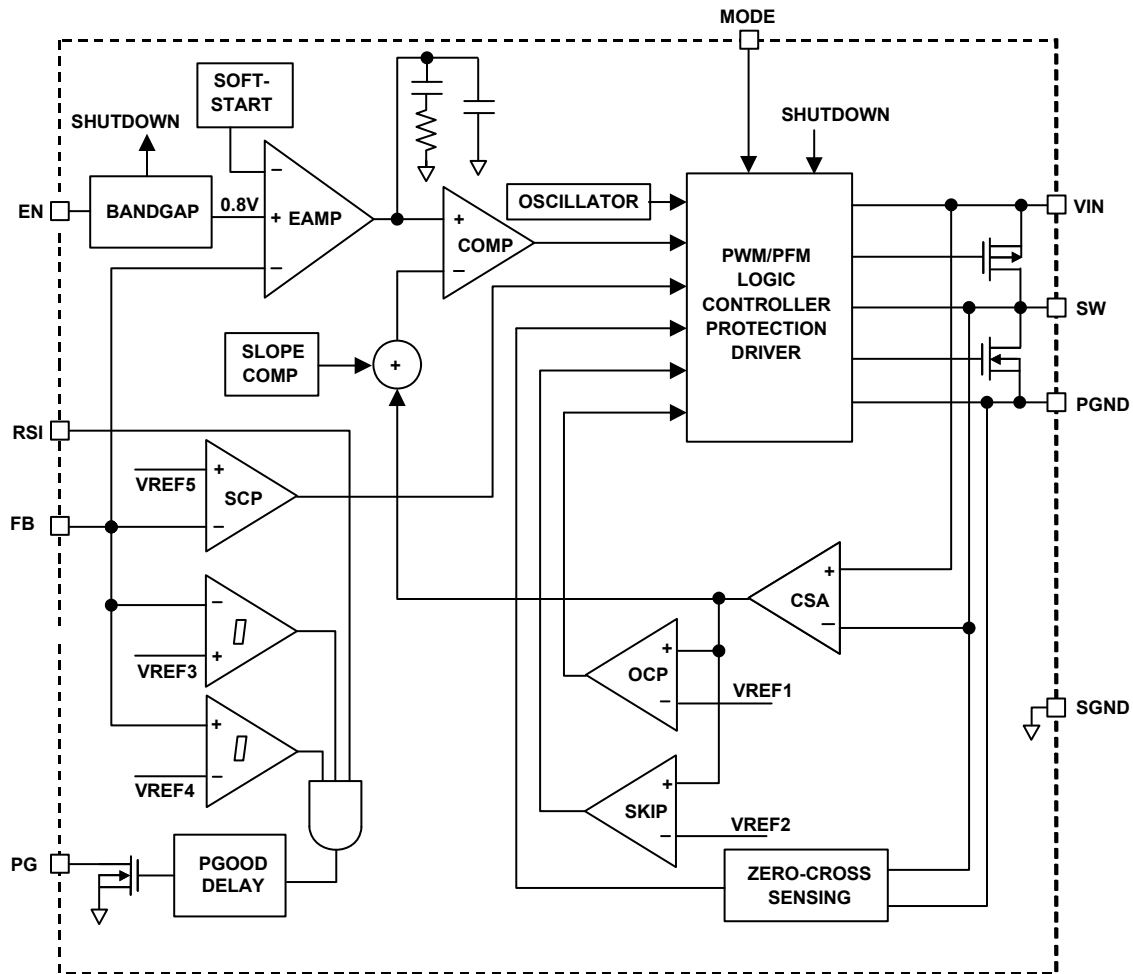 MODE
SOFT-
START
SHUTDOWN
SHUTDOWN
EN
BANDGAP
0.8V
−
+
EAMP
−
OSCILLATOR
+
COMP
−
VIN
PWM/PFM
LOGIC
CONTROLLER
PROTECTION
DRIVER
SW
SLOPE
COMP
+
PGND
RSI
VREF5
+
SCP
−
FB
+
CSA
−
−
+
VREF3
+
OCP
−
VREF1
SGND
+
−
VREF4
+
SKIP
−
VREF2
PG
PGOOD
DELAY
ZERO-CROSS
SENSING